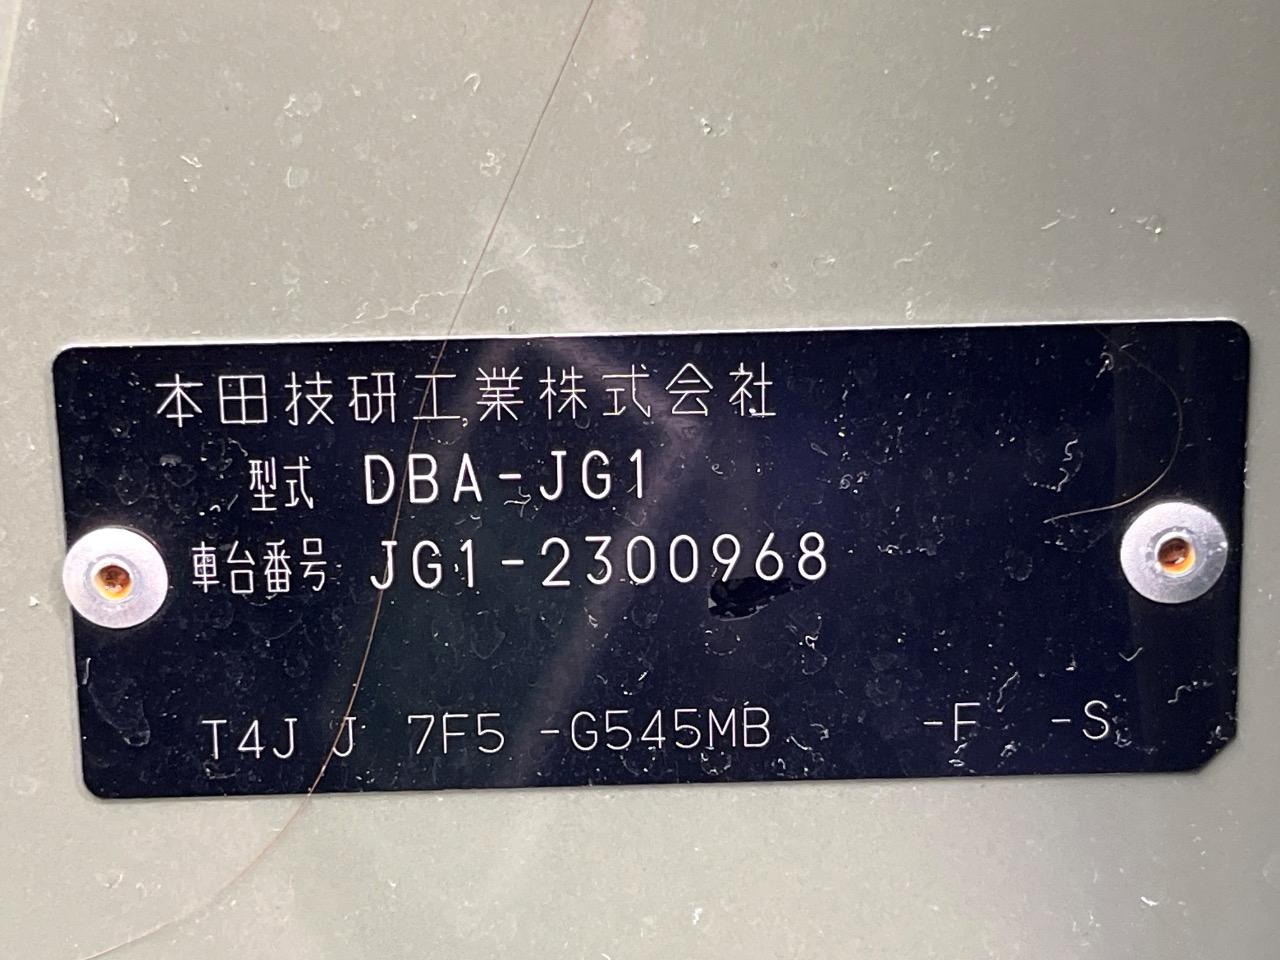 本田技研工業株式会社
型式 DBA-JG1
車台番号 JG1-2300968
T4J J 7F5 -G545MB -F -S